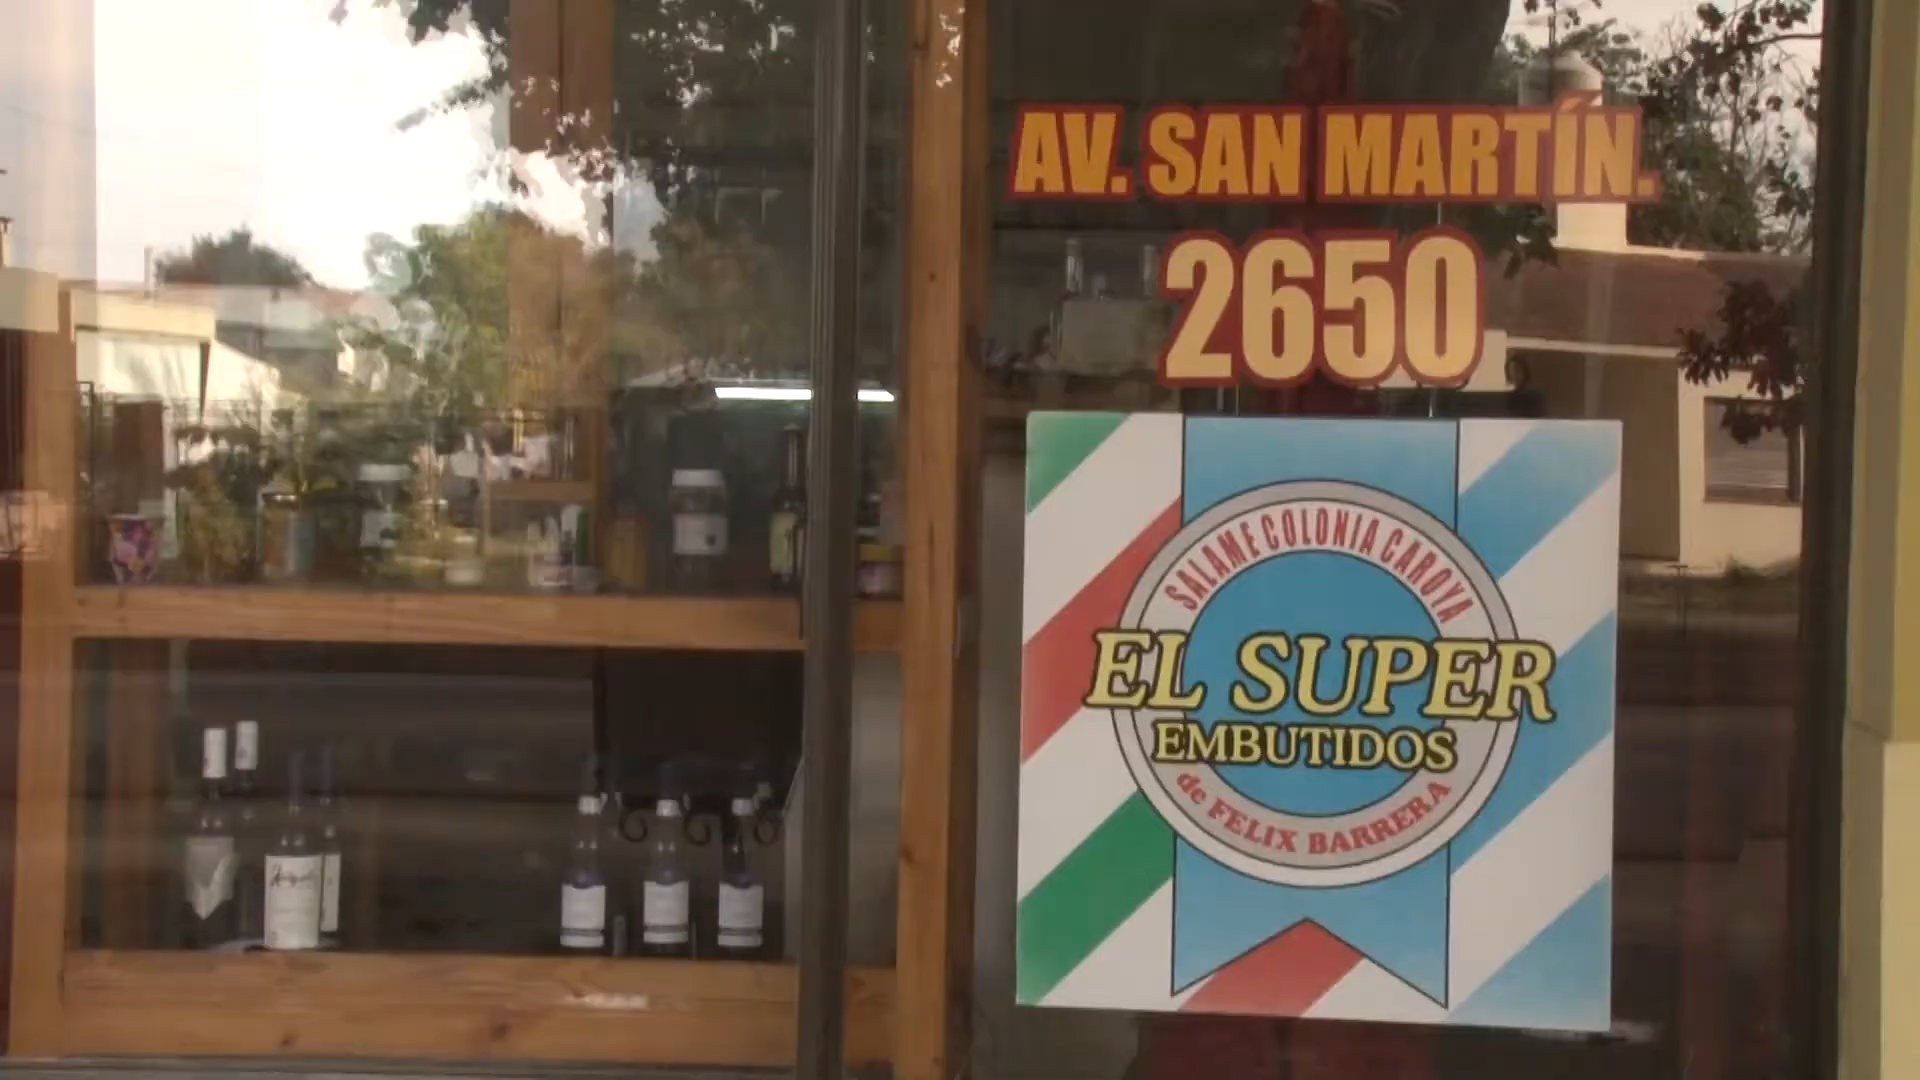 AV. SAN MARTÍN.
2650
SALAME COLONIA CAROYA
EL SUPER
EMBUTIDOS
de FELIX BARRERA